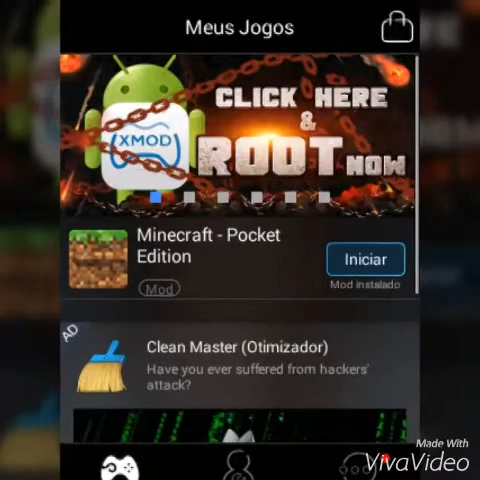 Meus Jogos
CLICK HERE
&
ROOT NOW
XMOD
Minecraft - Pocket
Edition
Mod
Iniciar
Mod instalado
AD
Clean Master (Otimizador)
Have you ever suffered from hackers'
attack?
Made With
VivaVideo